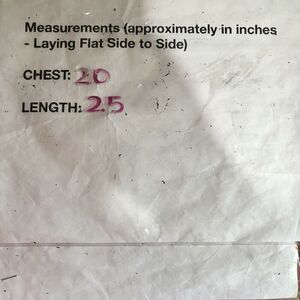 Measurements (approximately in inches
- Laying Flat Side to Side)
CHEST: 20
LENGTH: 25